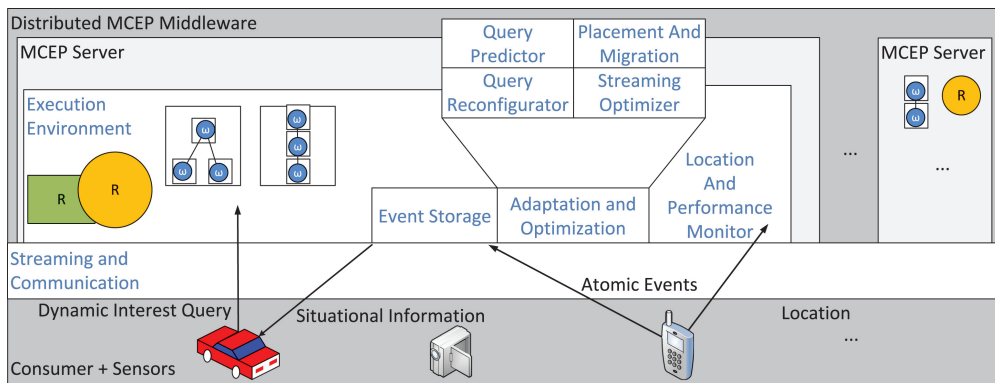 Distributed MCEP Middleware
MCEP Server
Query
Predictor
Placement And
Migration
Query
Reconfigurator
Streaming
Optimizer
MCEP Server
ω
ω
R
...
...
Execution
Environment
ω
ω
ω
ω
ω
ω
R
R
Event Storage
Adaptation and
Optimization
Location
And
Performance
Monitor
Streaming and
Communication
Atomic Events
Dynamic Interest Query
Situational Information
Location
...
Consumer + Sensors